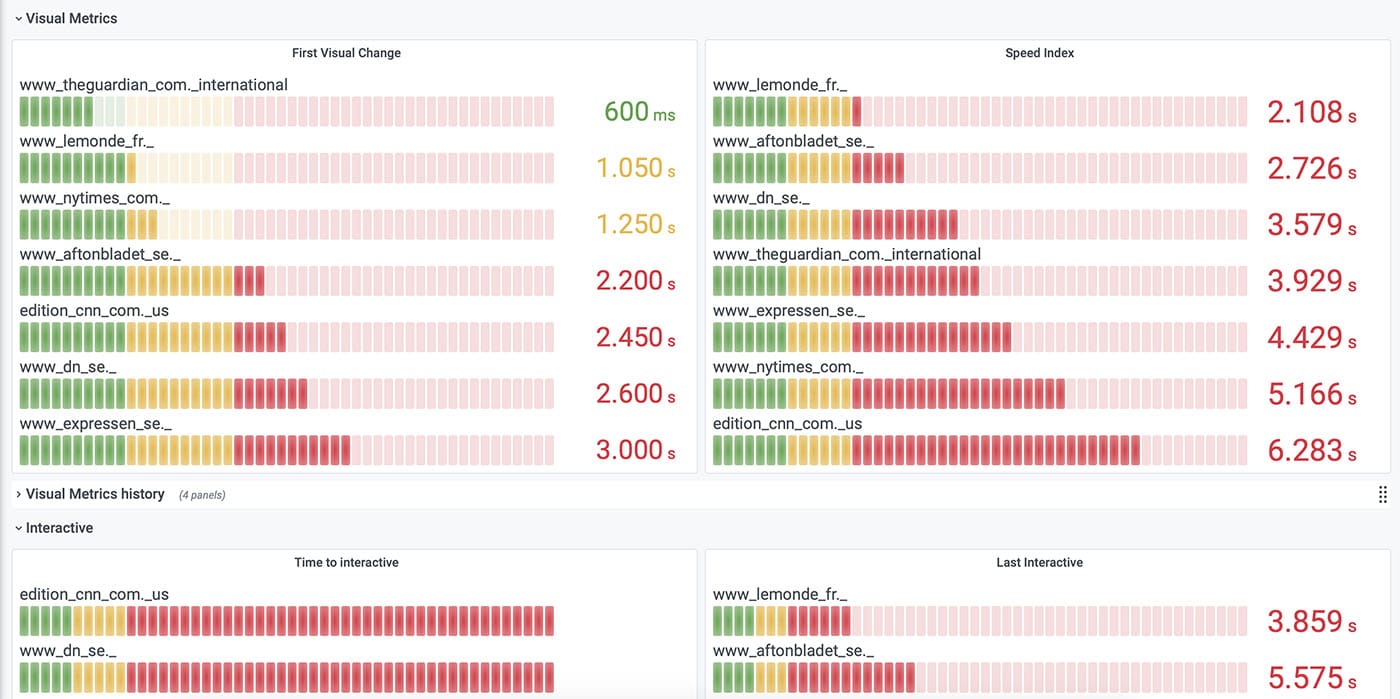 Visual Metrics
First Visual Change
www_theguardian_com._international
600 ms
www_lemonde_fr._
1.050 s
www_nytimes_com._
1.250 s
www_aftonbladet_se._
2.200 s
edition_cnn_com._us
2.450 s
www_dn_se._
2.600 s
www_expressen_se._
3.000 s
Speed Index
www_lemonde_fr._
2.108 s
www_aftonbladet_se._
2.726 s
www_dn_se._
3.579 s
www_theguardian_com._international
3.929 s
www_expressen_se._
4.429 s
www_nytimes_com._
5.166 s
edition_cnn_com._us
6.283 s
Visual Metrics history (4 panels)
Interactive
Time to interactive
edition_cnn_com._us
www_dn_se._
Last Interactive
www_lemonde_fr._
3.859 s
www_aftonbladet_se._
5.575 s